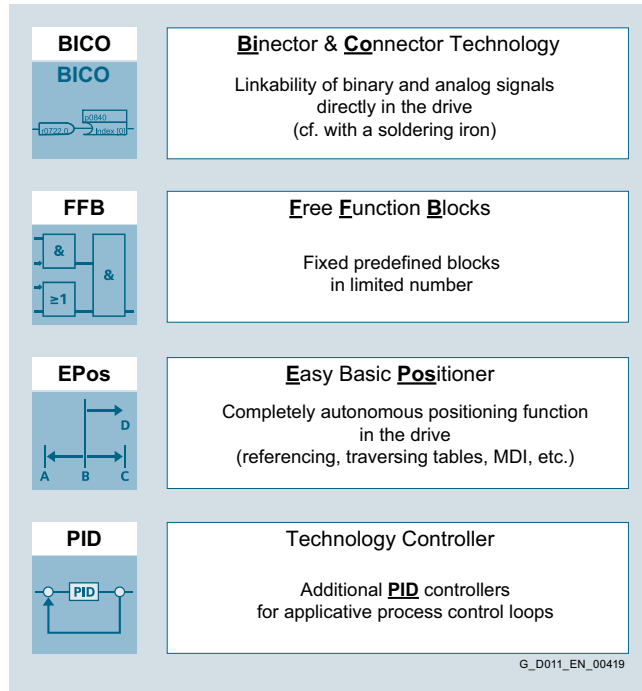 BICO
Binector & Connector Technology
BICO
Linkability of binary and analog signals
directly in the drive
(cf. with a soldering iron)
p0840
r0722.0
Index [0]
FFB
Free Function Blocks
&
&
≥1
Fixed predefined blocks
in limited number
EPos
Easy Basic Positioner
D
A B C
Completely autonomous positioning function
in the drive
(referencing, traversing tables, MDI, etc.)
PID
Technology Controller
PID
Additional PID controllers
for applicative process control loops
G_D011_EN_00419